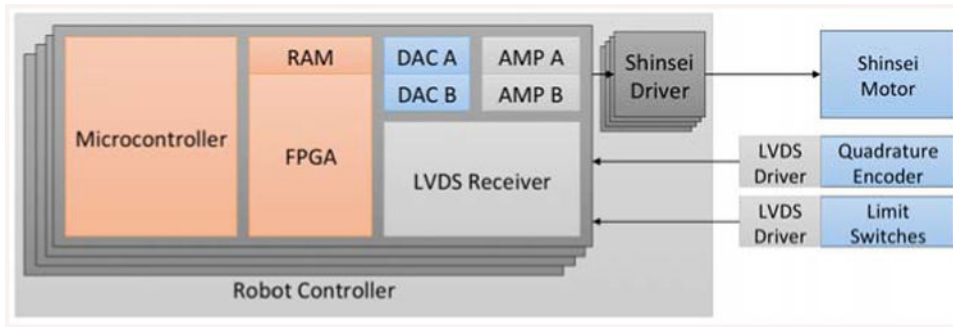 Microcontroller
RAM
FPGA
DAC A
DAC B
AMP A
AMP B
LVDS Receiver
Robot Controller
Shinsei
Driver
Shinsei
Motor
LVDS
Driver
Quadrature
Encoder
LVDS
Driver
Limit
Switches